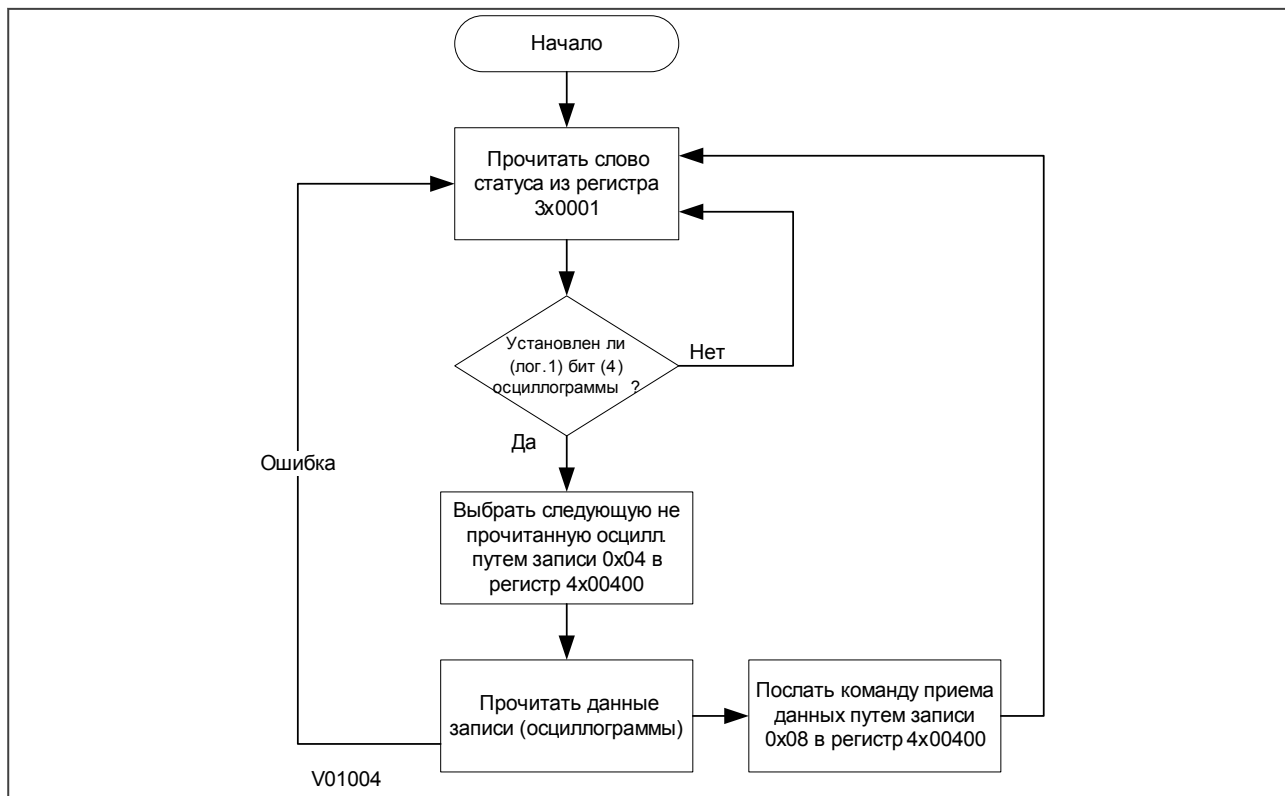 Начало
Прочитать слово
статуса из регистра
3x0001
Установлен ли
(лог.1) бит (4)
осциллограммы ?
Нет
Да
Ошибка
Выбрать следующую не
прочитанную осцилл.
путем записи 0x04 в
регистр 4x00400
Прочитать данные
записи (осциллограммы)
Послать команду приема
данных путем записи
0x08 в регистр 4x00400
V01004